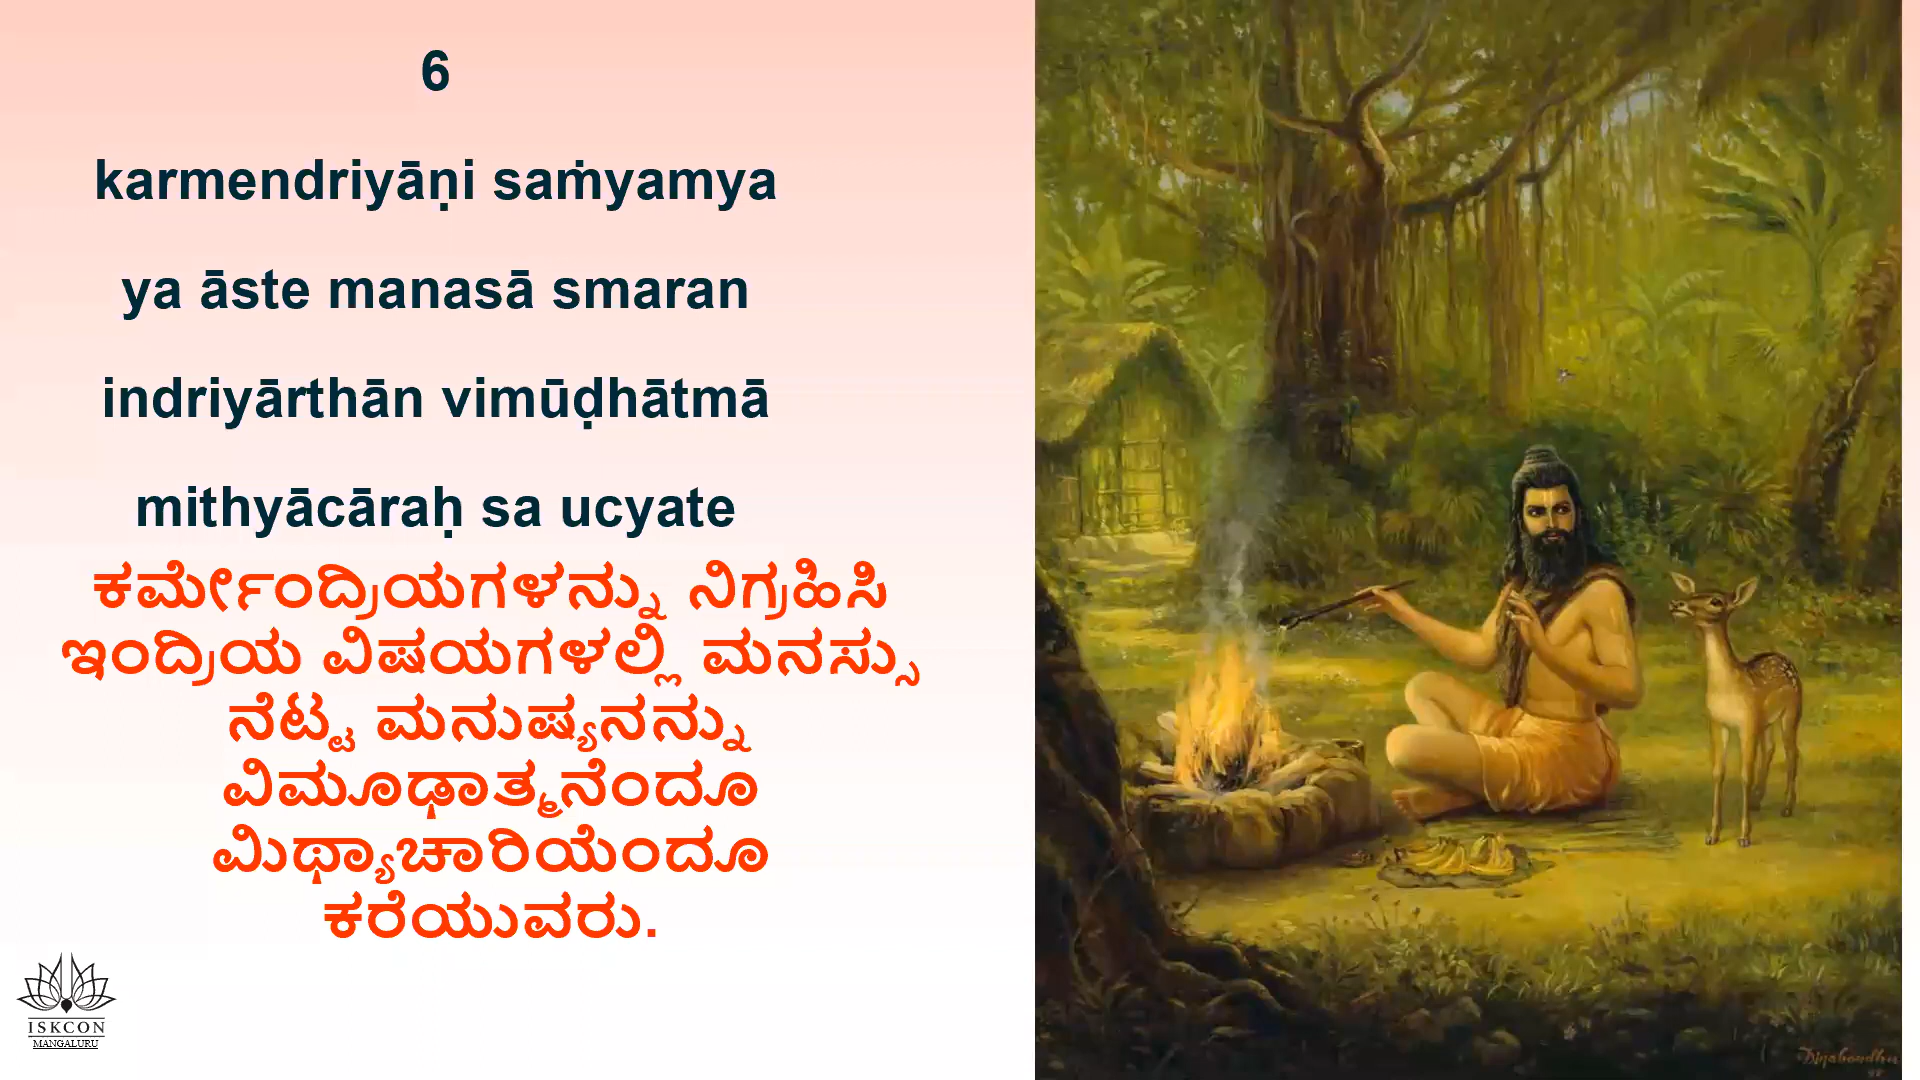 6
karmendriyāṇi saṁyamya
ya āste manasā smaran
indriyārthān vimūḍhātmā
mithyācāraḥ sa ucyate
ಕರ್ಮೇಂದ್ರಿಯಗಳನ್ನು ನಿಗ್ರಹಿಸಿ
ಇಂದ್ರಿಯ ವಿಷಯಗಳಲ್ಲಿ ಮನಸ್ಸು
ನೆಟ್ಟ ಮನುಷ್ಯನನ್ನು
ವಿಮೂಢಾತ್ಮನೆಂದೂ
ಮಿಥ್ಯಾಚಾರಿಯೆಂದೂ
ಕರೆಯುವರು.
ISKCON
MANGALURU